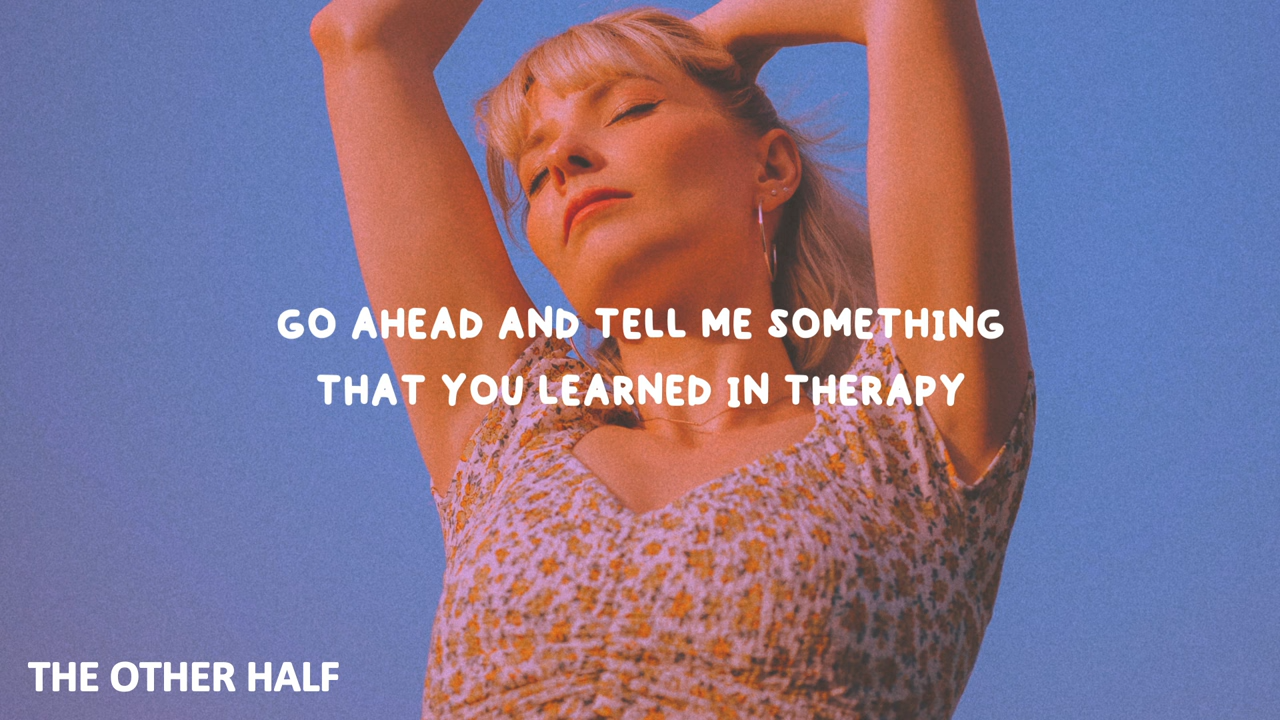 GO AHEAD AND TELL ME SOMETHING
THAT YOU LEARNED IN THERAPY
THE OTHER HALF